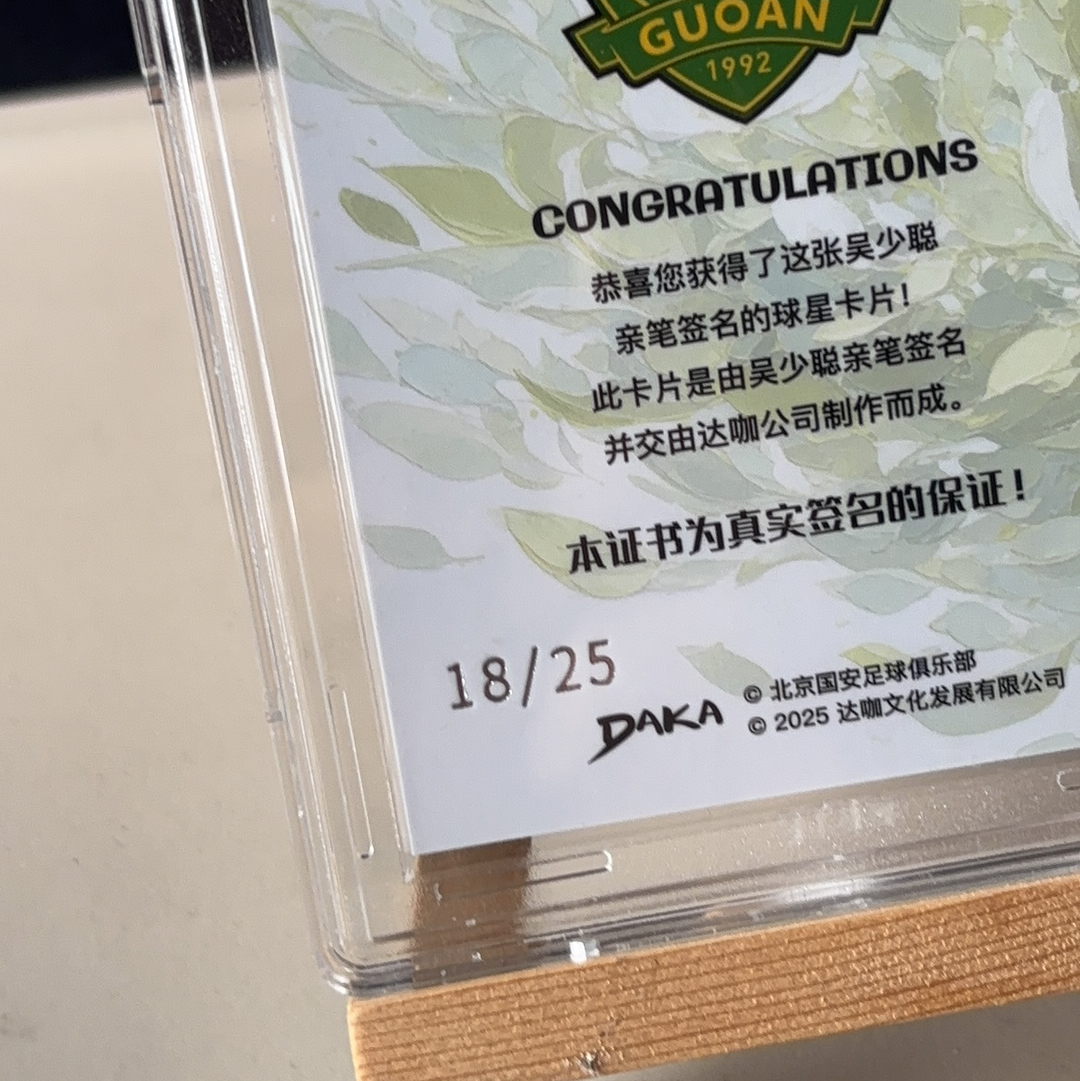 GUOAN
1992
CONGRATULATIONS
恭喜您获得了这张吴少聪
亲笔签名的球星卡片！
此卡片是由吴少聪亲笔签名
并交由达咖公司制作而成。
本证书为真实签名的保证！
18/25
DAKA
© 北京国安足球俱乐部
© 2025 达咖文化发展有限公司